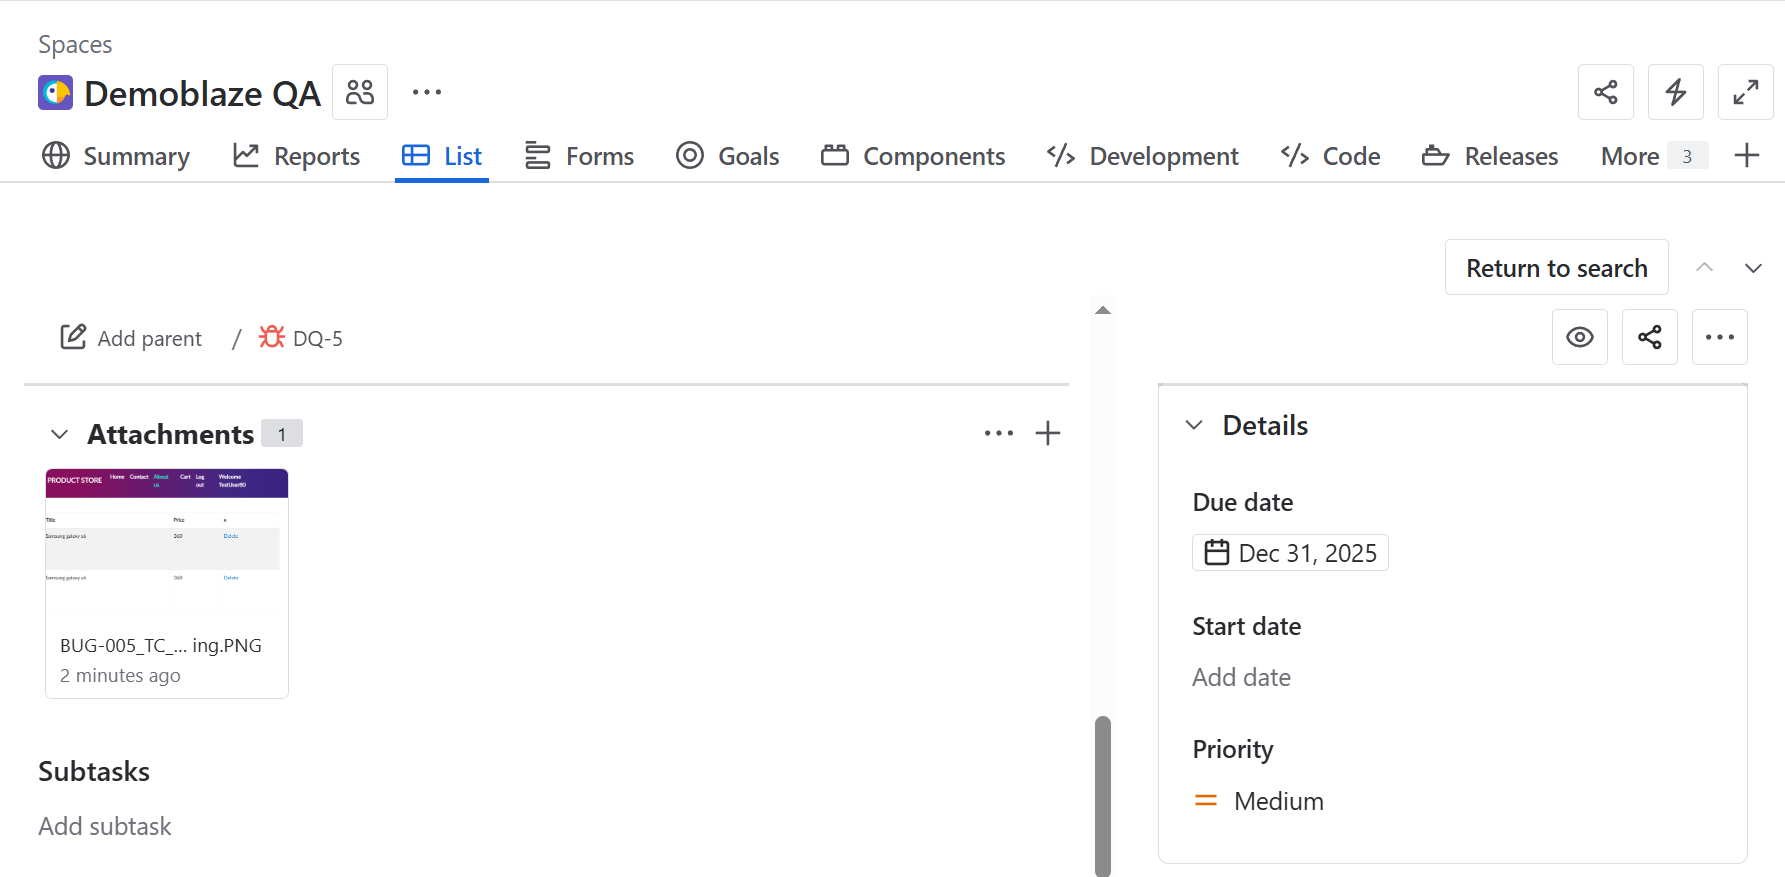 Spaces
Demoblaze QA
Summary Reports List Forms Goals Components Development Code Releases More 3
Return to search
Add parent / DQ-5
Attachments 1
PRODUCT STORE Home Contact About us Cart Log out Welcome TestUser80
Title Price x
Samsung galaxy s6 360 Delete
Samsung galaxy s6 360 Delete
BUG-005_TC_... ing.PNG
2 minutes ago
Subtasks
Add subtask
Details
Due date
Dec 31, 2025
Start date
Add date
Priority
Medium